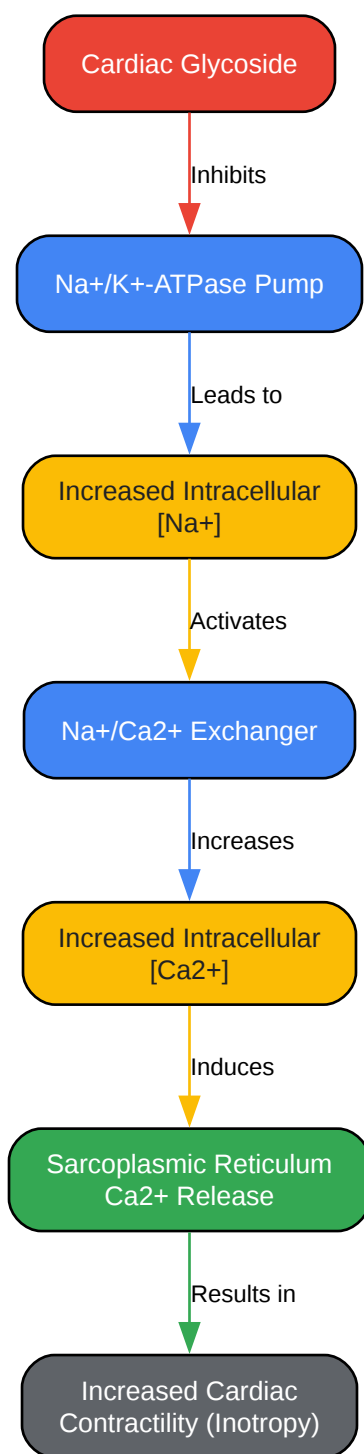 Cardiac Glycoside
Inhibits
Na+/K+-ATPase Pump
Leads to
Increased Intracellular
[Na+]
Activates
Na+/Ca2+ Exchanger
Increases
Increased Intracellular
[Ca2+]
Induces
Sarcoplasmic Reticulum
Ca2+ Release
Results in
Increased Cardiac
Contractility (Inotropy)